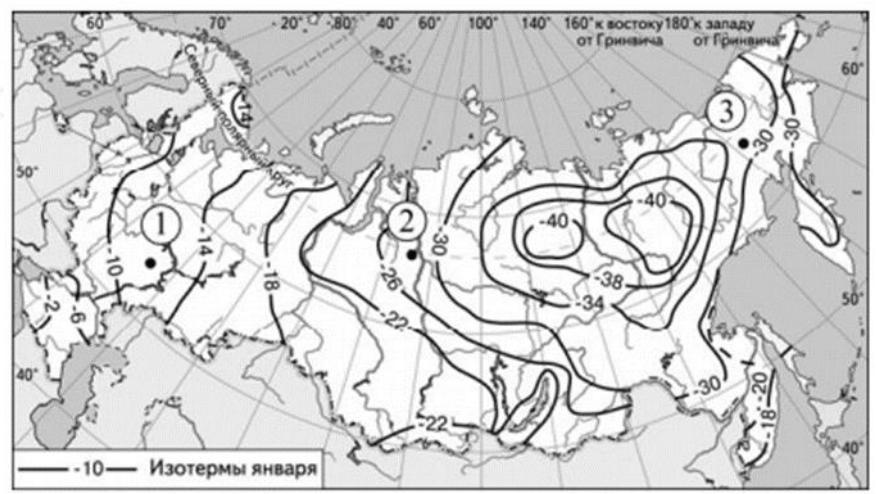 60° 70° 20° 80° 40° 60° 100° 140° 160° к востоку 180° к западу
от Гринвича от Гринвича
60°
3
-14
Северный полярный круг
-30 -30
50°
1 2
-40 -40
-14 -30
-10 -26 -38
-18
-2 -6 -34 50°
-22
40° -30 -20
-22 -18
40°
-10 Изотермы января